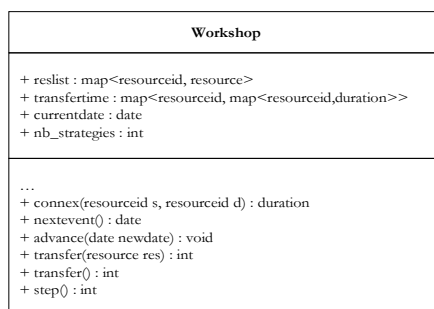 Workshop
+ reslist : map<resourceid, resource>
+ transfertime : map<resourceid, map<resourceid,duration>>
+ currentdate : date
+ nb_strategies : int
…
+ connex(resourceid s, resourceid d) : duration
+ nextevent() : date
+ advance(date newdate) : void
+ transfer(resource res) : int
+ transfer() : int
+ step() : int